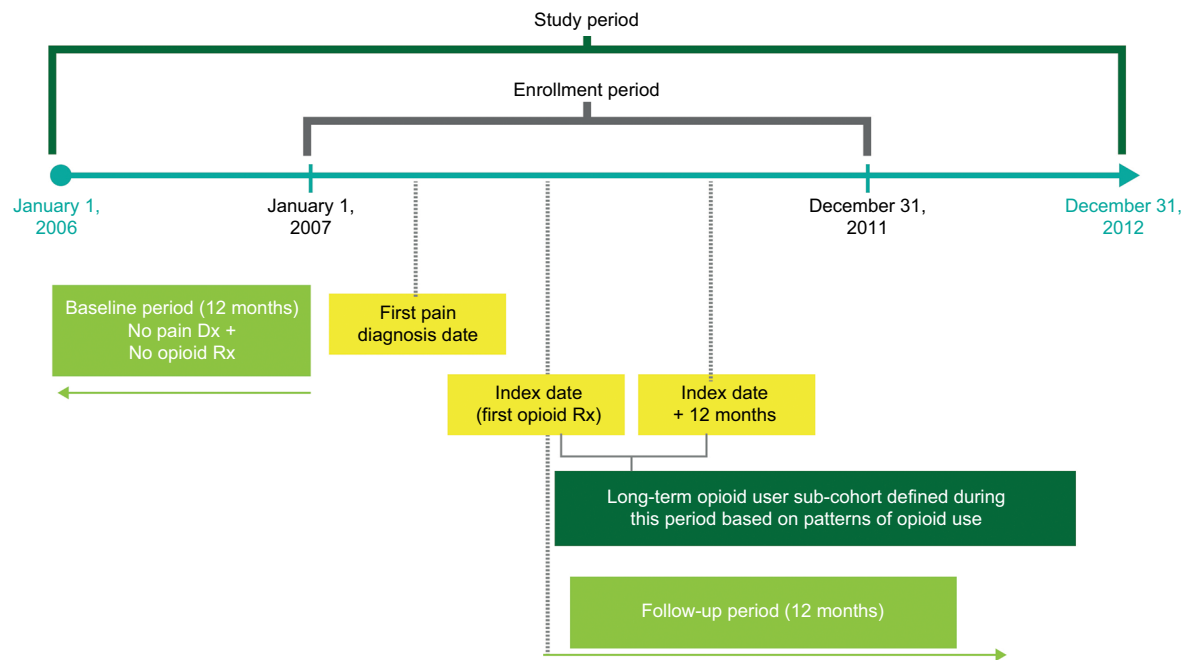 Study period
Enrollment period
January 1,
2006
January 1,
2007
December 31,
2011
December 31,
2012
Baseline period (12 months)
No pain Dx +
No opioid Rx
First pain
diagnosis date
Index date
(first opioid Rx)
Index date
+ 12 months
Long-term opioid user sub-cohort defined during
this period based on patterns of opioid use
Follow-up period (12 months)